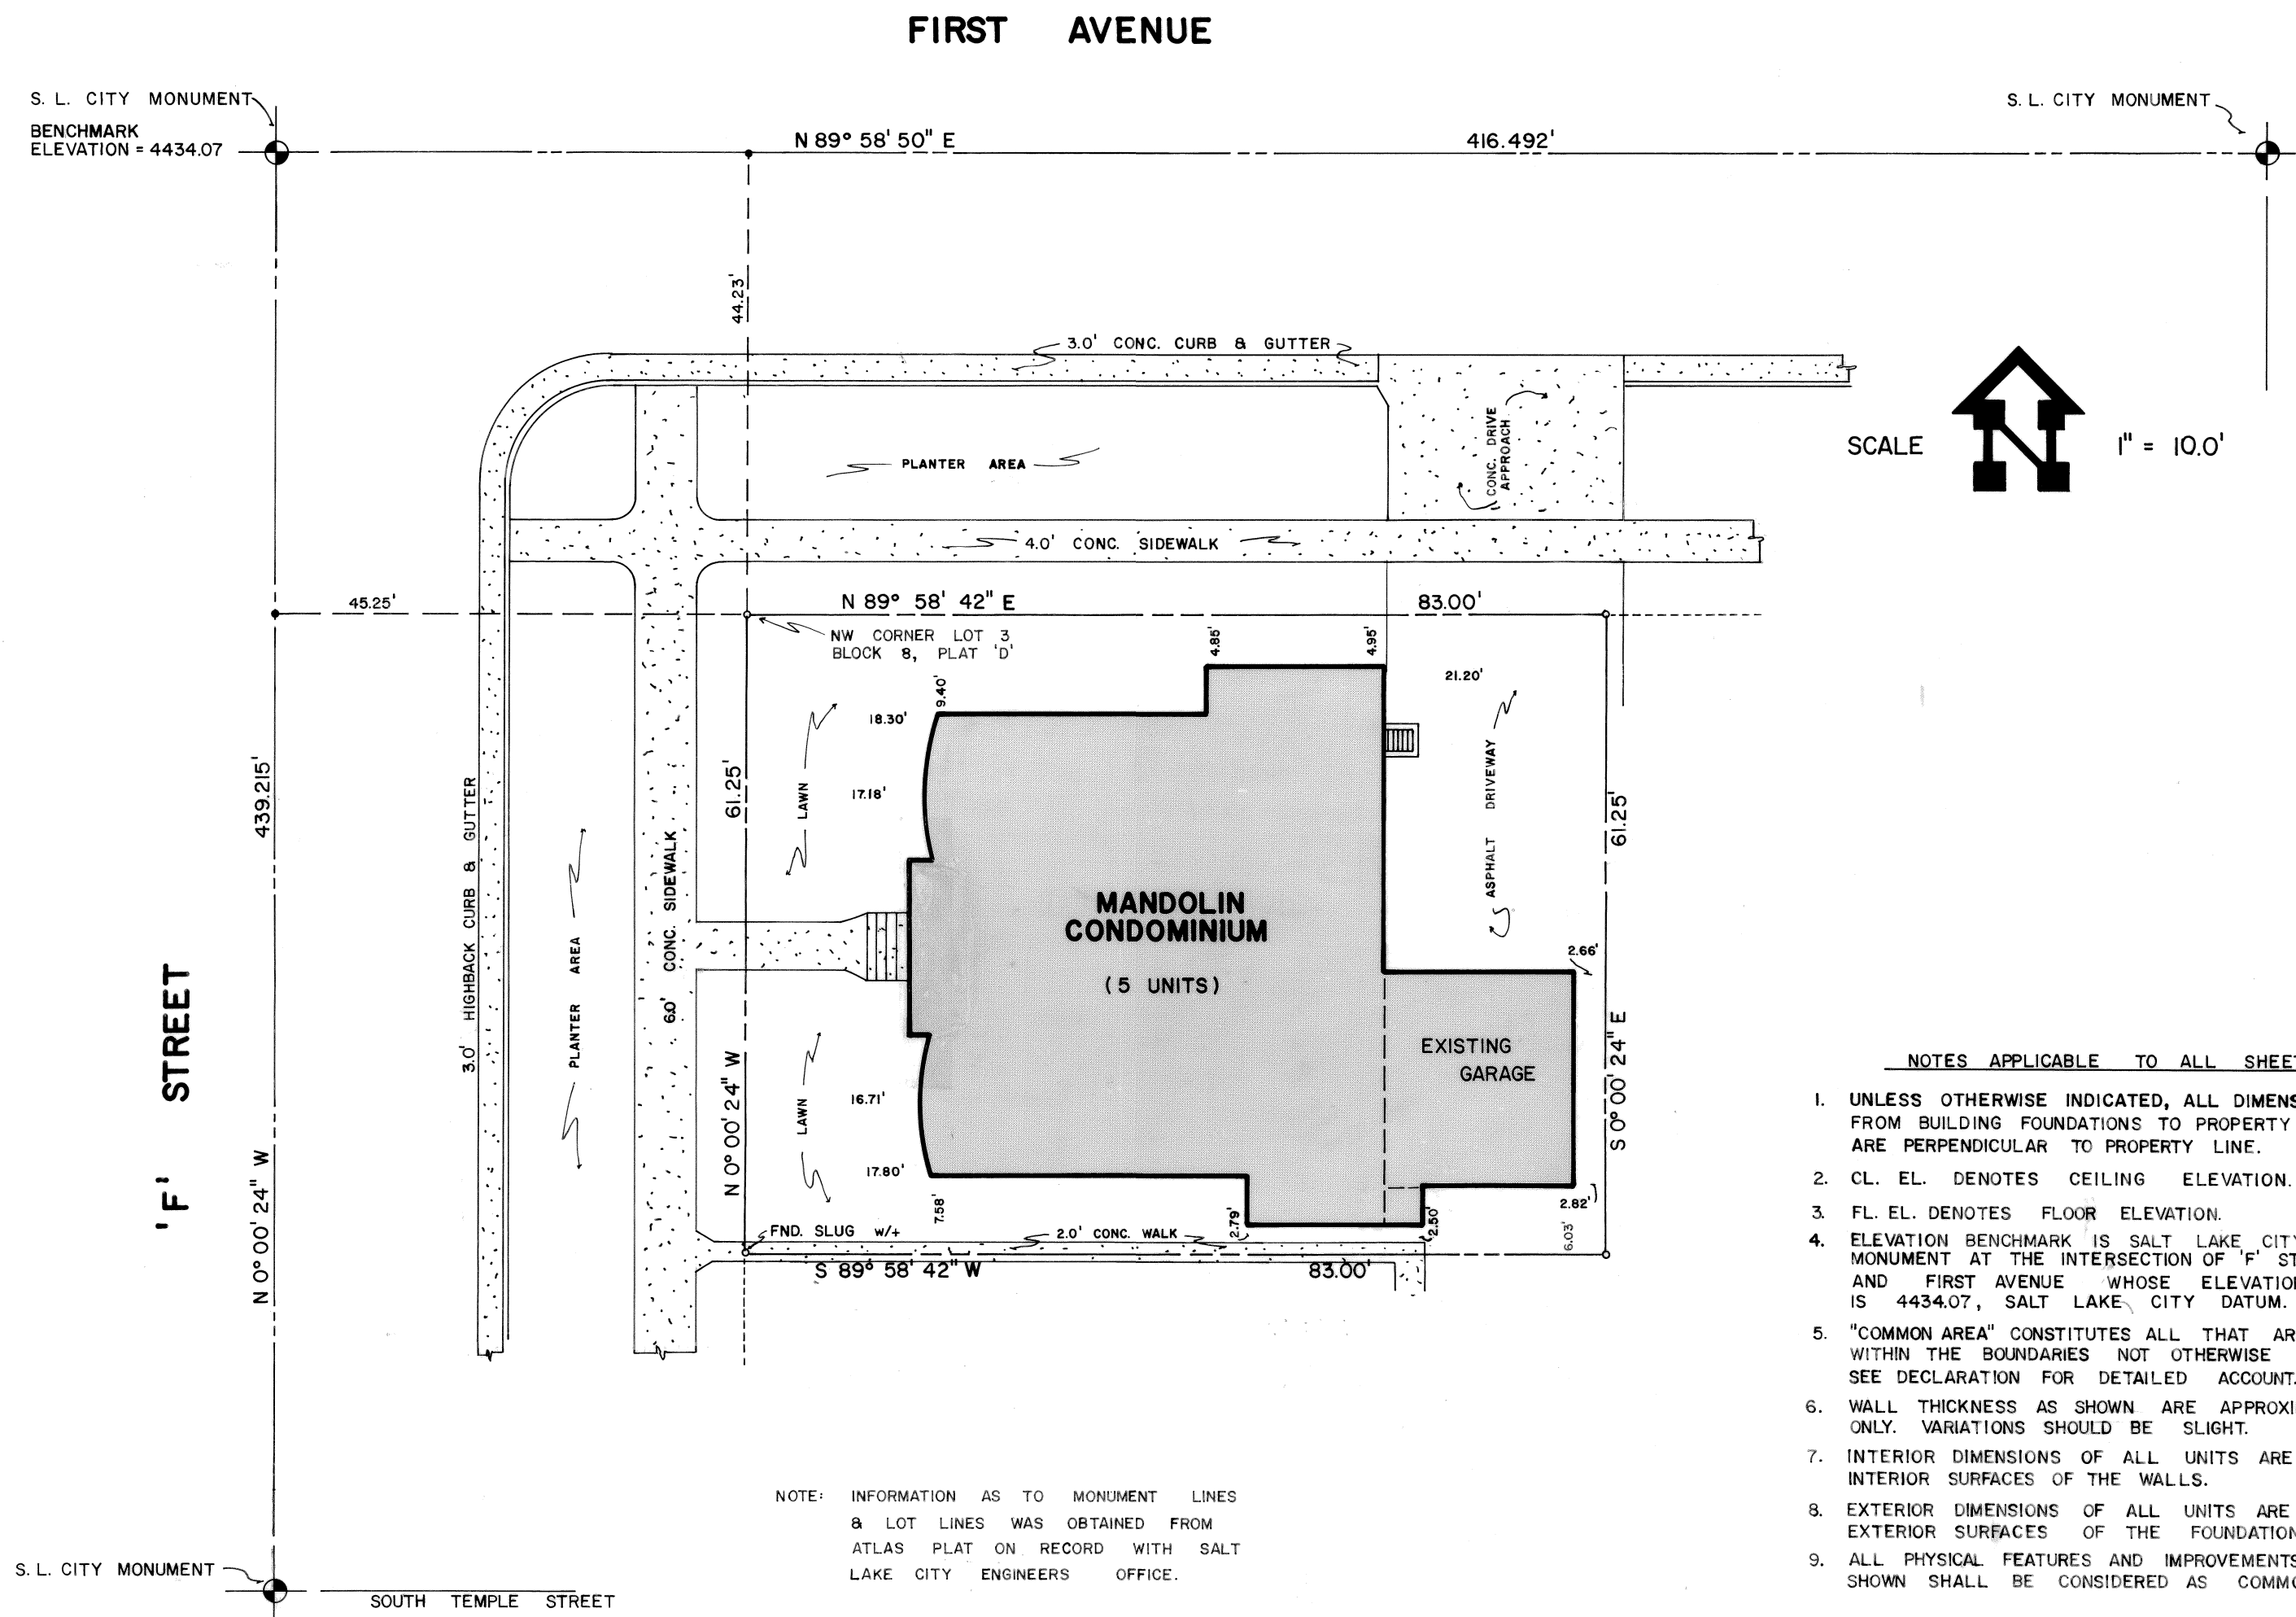 FIRST AVENUE
S. L. CITY MONUMENT
BENCHMARK
ELEVATION = 4434.07
N 89° 58' 50" E
416.492'
S. L. CITY MONUMENT
44.23'
3.0' CONC. CURB & GUTTER
CONC. DRIVE
APPROACH
PLANTER AREA
SCALE
N
1" = 10.0'
4.0' CONC. SIDEWALK
45.25'
N 89° 58' 42" E
83.00'
NW CORNER LOT 3
BLOCK 8, PLAT 'D'
4.85'
4.95'
21.20'
9.40'
18.30'
17.18'
LAWN
61.25'
439.215'
3.0' HIGHBACK CURB & GUTTER
PLANTER AREA
6.0' CONC. SIDEWALK
ASPHALT DRIVEWAY
61.25'
MANDOLIN
CONDOMINIUM
(5 UNITS)
2.66'
'F' STREET
N 0° 00' 24" W
N 0° 00' 24" W
LAWN
16.71'
17.80'
EXISTING
GARAGE
S 0° 00' 24" E
7.58'
2.79'
2.50'
2.82'
6.03'
FND. SLUG W/+
2.0' CONC. WALK
S 89° 58' 42" W
83.00'
NOTES APPLICABLE TO ALL SHEE
1. UNLESS OTHERWISE INDICATED, ALL DIMENS
FROM BUILDING FOUNDATIONS TO PROPERTY
ARE PERPENDICULAR TO PROPERTY LINE.
2. CL. EL. DENOTES CEILING ELEVATION.
3. FL. EL. DENOTES FLOOR ELEVATION.
4. ELEVATION BENCHMARK IS SALT LAKE CIT
MONUMENT AT THE INTERSECTION OF 'F' ST
AND FIRST AVENUE WHOSE ELEVATION
IS 4434.07, SALT LAKE CITY DATUM.
5. "COMMON AREA" CONSTITUTES ALL THAT AR
WITHIN THE BOUNDARIES NOT OTHERWISE
SEE DECLARATION FOR DETAILED ACCOUNT.
6. WALL THICKNESS AS SHOWN ARE APPROXI
ONLY. VARIATIONS SHOULD BE SLIGHT.
7. INTERIOR DIMENSIONS OF ALL UNITS ARE
INTERIOR SURFACES OF THE WALLS.
8. EXTERIOR DIMENSIONS OF ALL UNITS ARE
EXTERIOR SURFACES OF THE FOUNDATION
9. ALL PHYSICAL FEATURES AND IMPROVEMENTS
SHOWN SHALL BE CONSIDERED AS COMM
NOTE: INFORMATION AS TO MONUMENT LINES
& LOT LINES WAS OBTAINED FROM
ATLAS PLAT ON RECORD WITH SALT
LAKE CITY ENGINEERS OFFICE.
S. L. CITY MONUMENT
SOUTH TEMPLE STREET